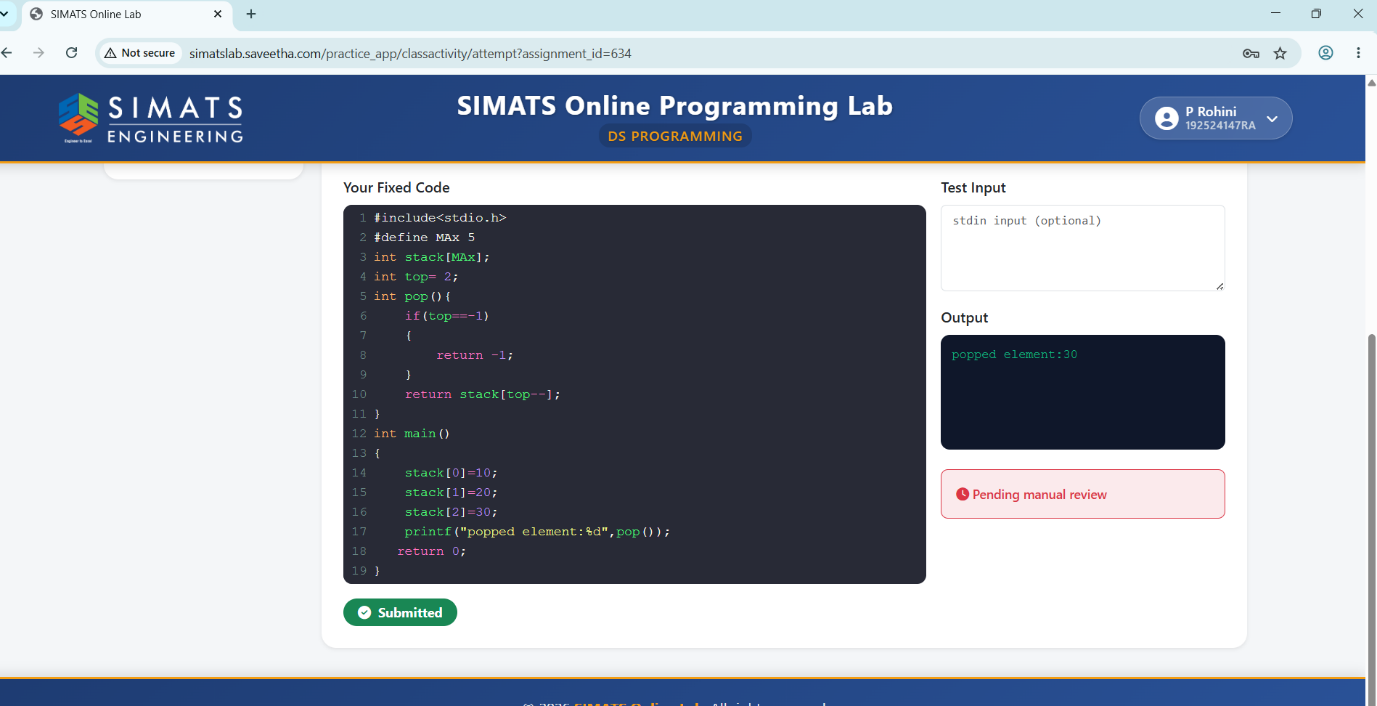 SIMATS Online Lab
Not secure simatslab.saveetha.com/practice_app/classactivity/attempt?assignment_id=634
SIMATS
ENGINEERING
Engineer to Excel
SIMATS Online Programming Lab
DS PROGRAMMING
P Rohini
192524147RA
Your Fixed Code
1 #include<stdio.h>
2 #define MAx 5
3 int stack[MAx];
4 int top= 2;
5 int pop(){
6     if(top==-1)
7     {
8         return -1;
9     }
10     return stack[top--];
11 }
12 int main()
13 {
14     stack[0]=10;
15     stack[1]=20;
16     stack[2]=30;
17     printf("popped element:%d",pop());
18    return 0;
19 }
Submitted
Test Input
stdin input (optional)
Output
popped element:30
Pending manual review